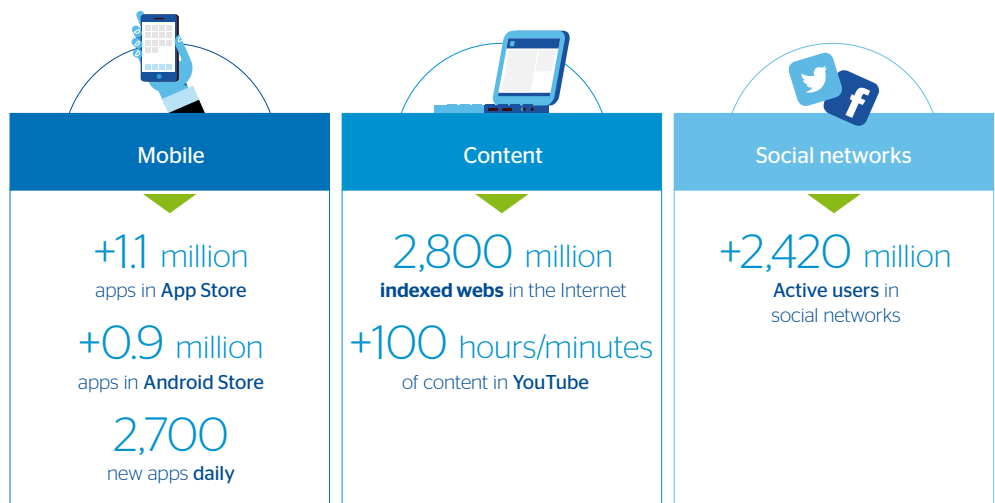 Mobile
+1.1 million
apps in App Store
+0.9 million
apps in Android Store
2,700
new apps daily
Content
2,800 million
indexed webs in the Internet
+100 hours/minutes
of content in YouTube
Social networks
+2,420 million
Active users in
social networks